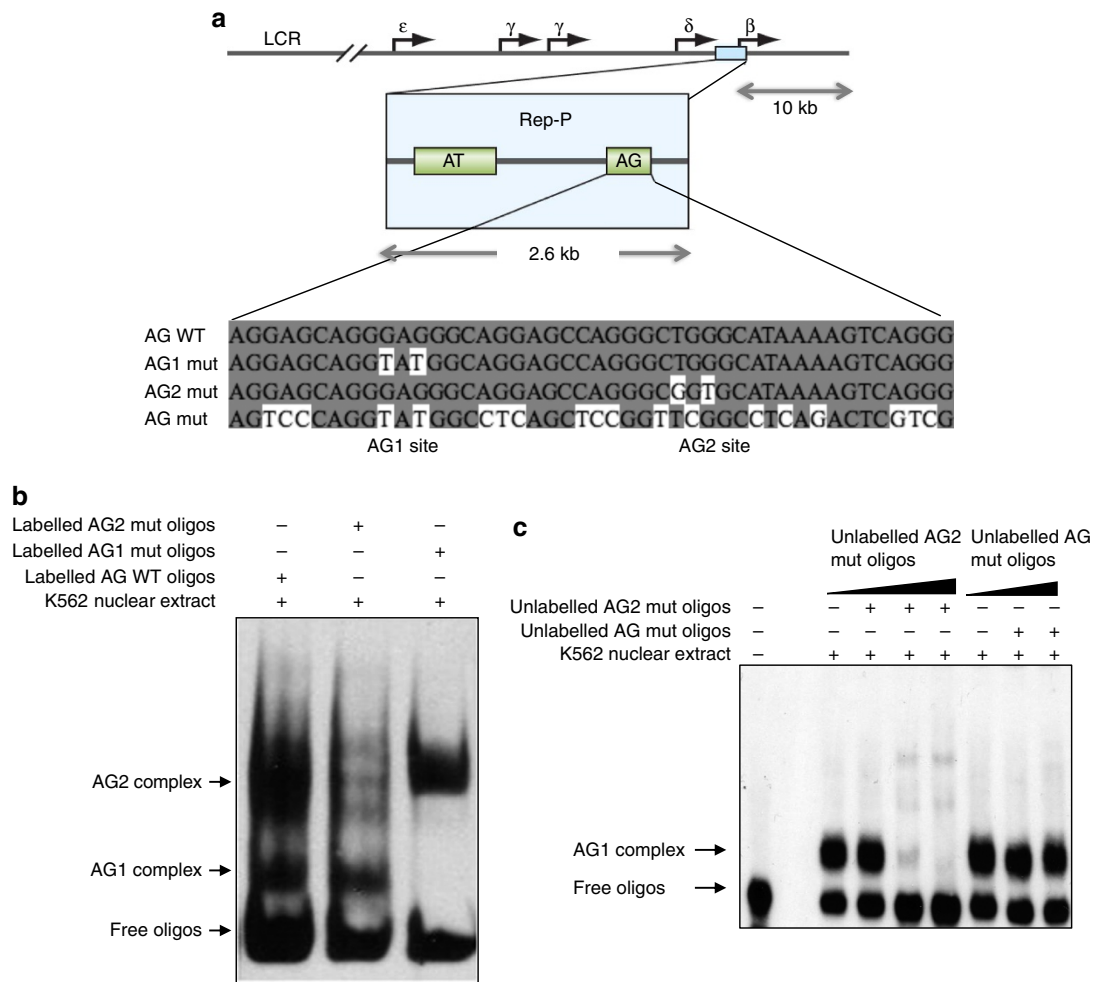 a
LCR
ε
γ
γ
δ
β
10 kb
Rep-P
AT
AG
2.6 kb
AG WT AGGAGCAGGGAGGGCAGGAGCCAGGGCTGGGCATAAAAGTCAGGG
AG1 mut AGGAGCAGGTATGGCAGGAGCCAGGGCTGGGCATAAAAGTCAGGG
AG2 mut AGGAGCAGGGAGGGCAGGAGCCAGGGCGGTGCATAAAAGTCAGGG
AG mut AGTCCCCAGGTATGGCCTCAGCTCCGGTTCGGCCTCAGACTCGTCG
AG1 site
AG2 site
b
Labelled AG2 mut oligos – + –
Labelled AG1 mut oligos – – +
Labelled AG WT oligos + – –
K562 nuclear extract + + +
AG2 complex
AG1 complex
Free oligos
c
Unlabelled AG2 mut oligos
Unlabelled AG mut oligos
Unlabelled AG2 mut oligos – – + + + – – –
Unlabelled AG mut oligos – – – – – – + +
K562 nuclear extract – + + + + + + +
AG1 complex
Free oligos